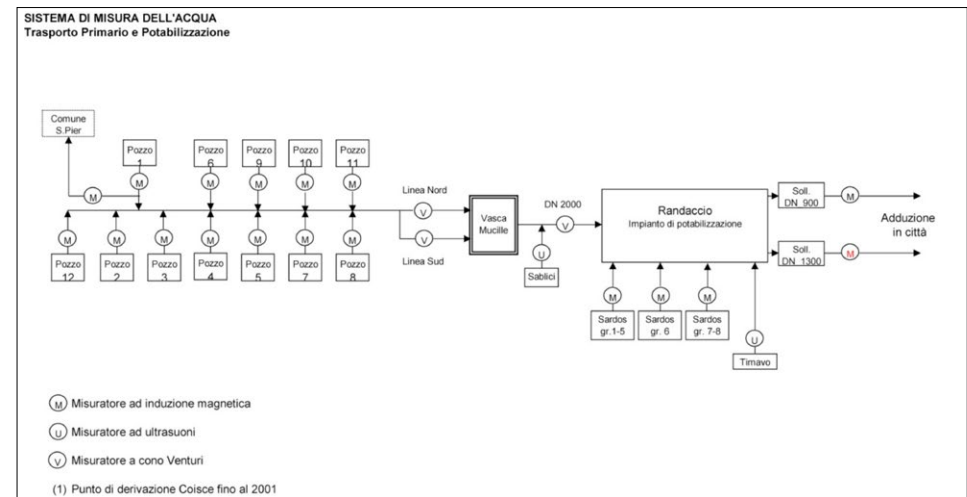 SISTEMA DI MISURA DELL'ACQUA
Trasporto Primario e Potabilizzazione
Comune
S.Pier
Pozzo
1
Pozzo
6
Pozzo
9
Pozzo
10
Pozzo
11
M
M
M
M
M
M
Linea Nord
V
Vasca
Mucille
V
Linea Sud
DN 2000
V
U
Sablici
M
M
M
M
M
M
M
Pozzo
12
Pozzo
2
Pozzo
3
Pozzo
4
Pozzo
5
Pozzo
7
Pozzo
8
Randaccio
Impianto di potabilizzazione
Soll.
DN_900
M
Adduzione
in città
Soll.
DN_1300
M
M
M
M
U
Sardos
gr.1-5
Sardos
gr. 6
Sardos
gr. 7-8
Timavo
M Misuratore ad induzione magnetica
U Misuratore ad ultrasuoni
V Misuratore a cono Venturi
(1) Punto di derivazione Coisce fino al 2001